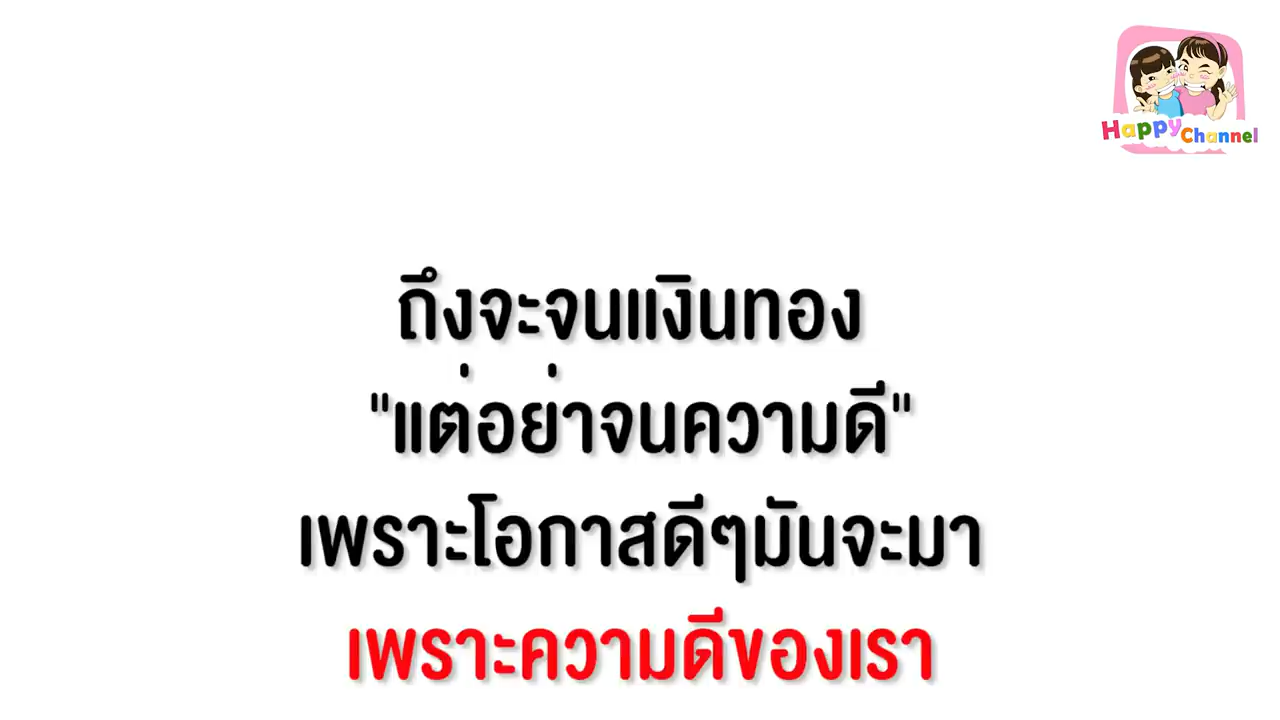 Happy Channel
ถึงจะจนแงินทอง
"แต่อย่าจนความดี"
เพราะโอกาสดีๆมันจะมา
เพราะความดีของเรา